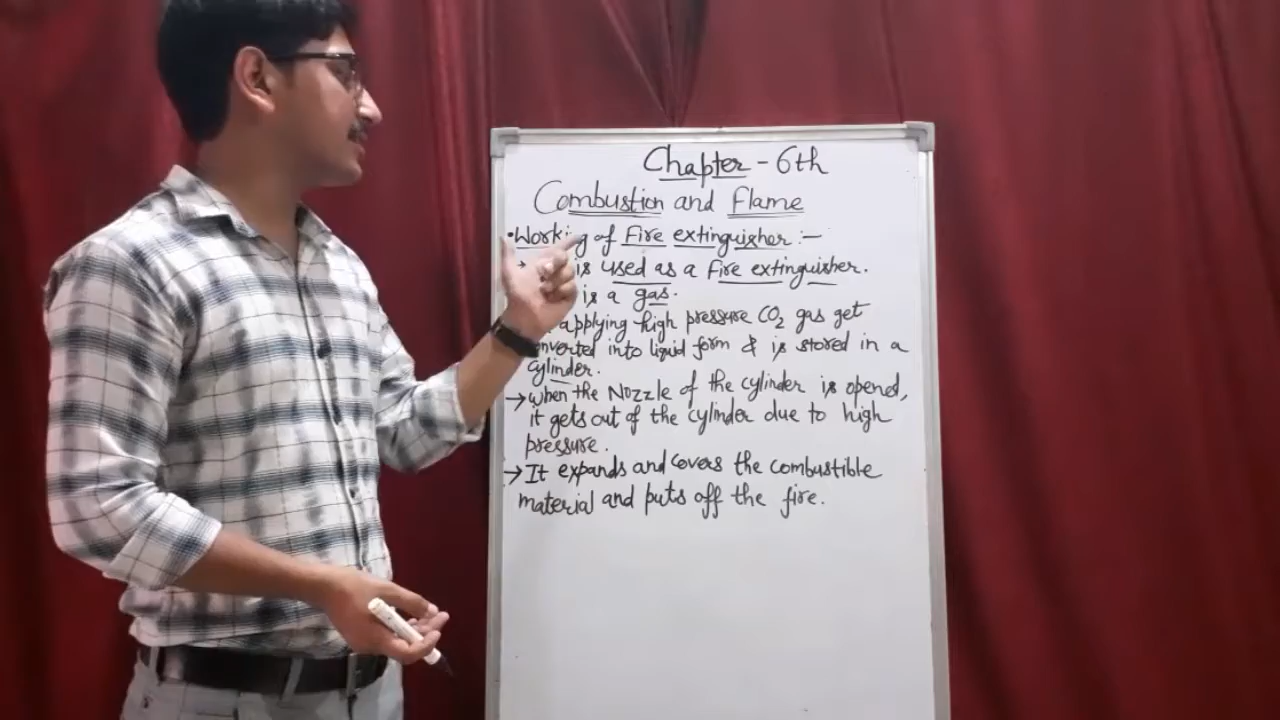 Chapter - 6th
Combustion and Flame
• Working of Fire extinguisher :-
→ is used as a Fire extinguisher.
is a gas.
applying high pressure CO2 gas get
nverted into liquid form & is stored in a
cylinder.
→ when the Nozzle of the cylinder is opened,
it gets out of the cylinder due to high
pressure.
→ It expands and covers the combustible
material and puts off the fire.